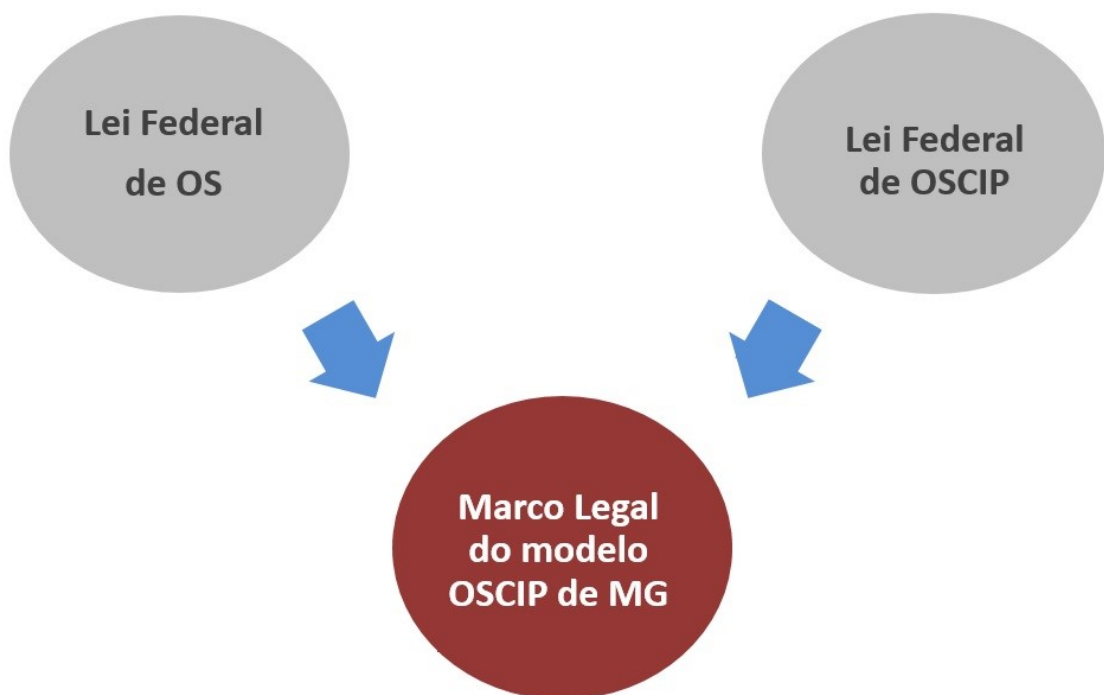 Lei Federal
de OS
Lei Federal
de OSCIP
Marco Legal
do modelo
OSCIP de MG